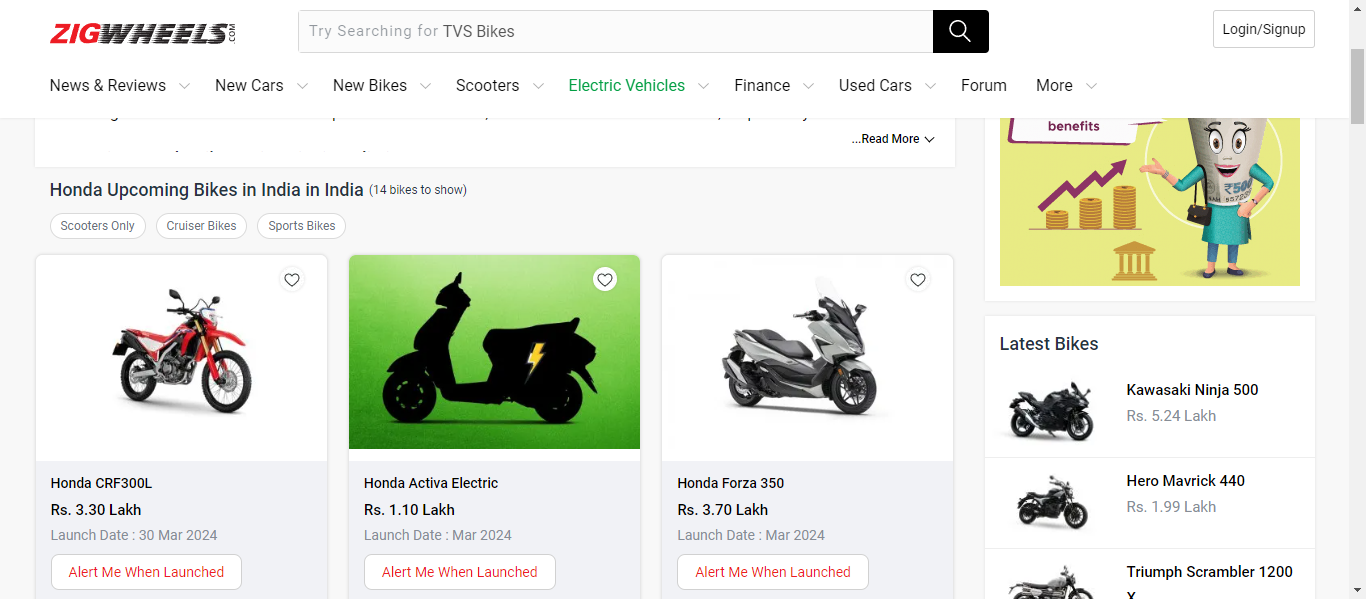 ZIGWHEELS.COM
Try Searching for TVS Bikes
Login/Signup
News & Reviews
New Cars
New Bikes
Scooters
Electric Vehicles
Finance
Used Cars
Forum
More
...Read More
benefits
₹500
Honda Upcoming Bikes in India in India (14 bikes to show)
Scooters Only
Cruiser Bikes
Sports Bikes
Honda CRF300L
Rs. 3.30 Lakh
Launch Date : 30 Mar 2024
Alert Me When Launched
Honda Activa Electric
Rs. 1.10 Lakh
Launch Date : Mar 2024
Alert Me When Launched
Honda Forza 350
Rs. 3.70 Lakh
Launch Date : Mar 2024
Alert Me When Launched
Latest Bikes
Kawasaki Ninja 500
Rs. 5.24 Lakh
Hero Mavrick 440
Rs. 1.99 Lakh
Triumph Scrambler 1200
X